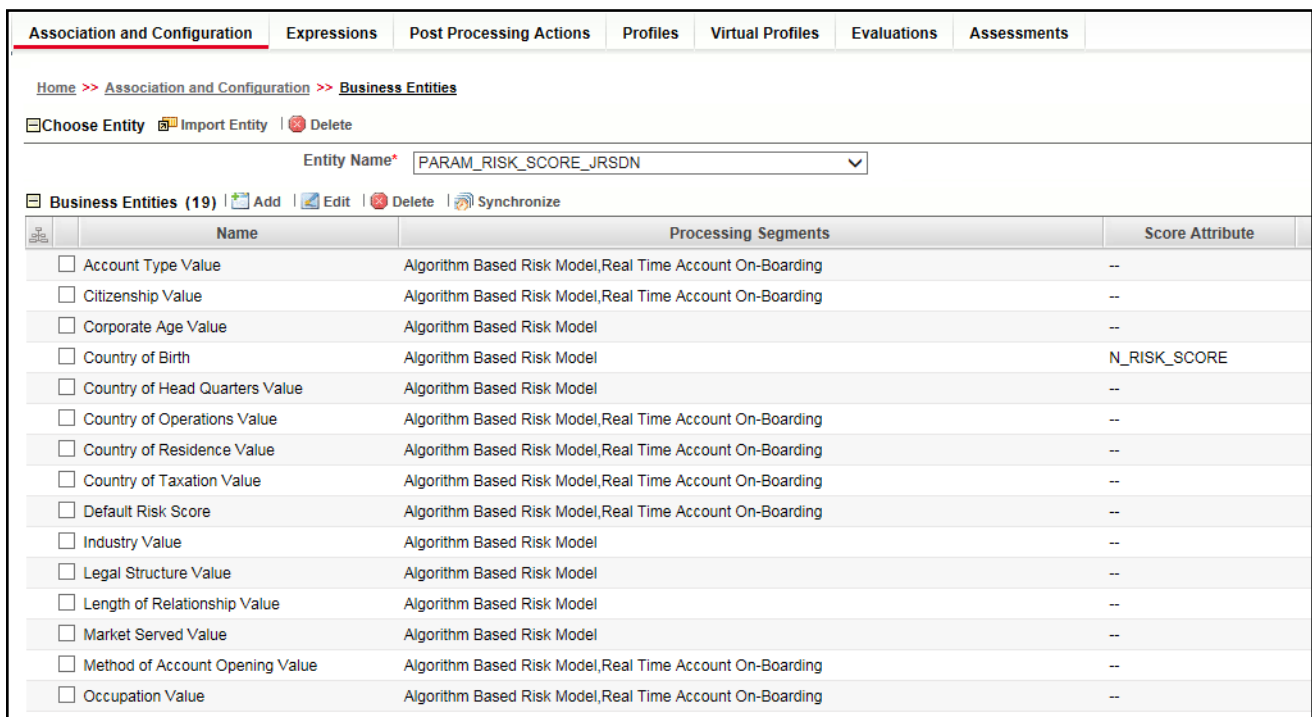 Association and Configuration Expressions Post Processing Actions Profiles Virtual Profiles Evaluations Assessments
Home >> Association and Configuration >> Business Entities
Choose Entity Import Entity | Delete
Entity Name* PARAM_RISK_SCORE_JRSDN
Business Entities (19) | Add | Edit | Delete | Synchronize
Name Processing Segments Score Attribute
Account Type Value Algorithm Based Risk Model,Real Time Account On-Boarding --
Citizenship Value Algorithm Based Risk Model,Real Time Account On-Boarding --
Corporate Age Value Algorithm Based Risk Model --
Country of Birth Algorithm Based Risk Model N_RISK_SCORE
Country of Head Quarters Value Algorithm Based Risk Model --
Country of Operations Value Algorithm Based Risk Model,Real Time Account On-Boarding --
Country of Residence Value Algorithm Based Risk Model,Real Time Account On-Boarding --
Country of Taxation Value Algorithm Based Risk Model,Real Time Account On-Boarding --
Default Risk Score Algorithm Based Risk Model,Real Time Account On-Boarding --
Industry Value Algorithm Based Risk Model --
Legal Structure Value Algorithm Based Risk Model --
Length of Relationship Value Algorithm Based Risk Model --
Market Served Value Algorithm Based Risk Model --
Method of Account Opening Value Algorithm Based Risk Model,Real Time Account On-Boarding --
Occupation Value Algorithm Based Risk Model,Real Time Account On-Boarding --